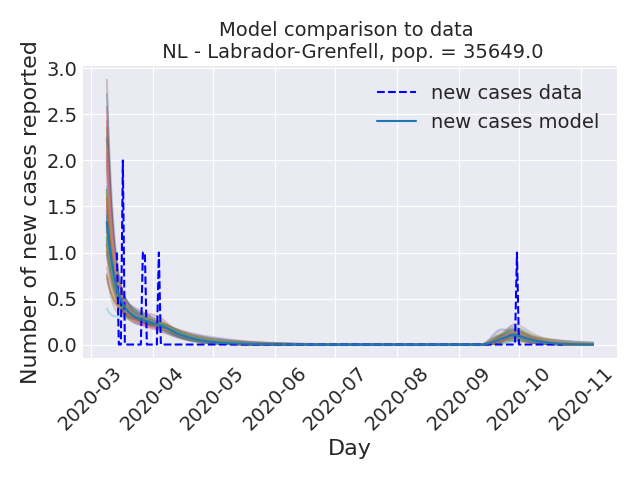 Model comparison to data
NL - Labrador-Grenfell, pop. = 35649.0
new cases data
new cases model
Number of new cases reported
3.0
2.5
2.0
1.5
1.0
0.5
0.0
2020-03
2020-04
2020-05
2020-06
2020-07
2020-08
2020-09
2020-10
2020-11
Day